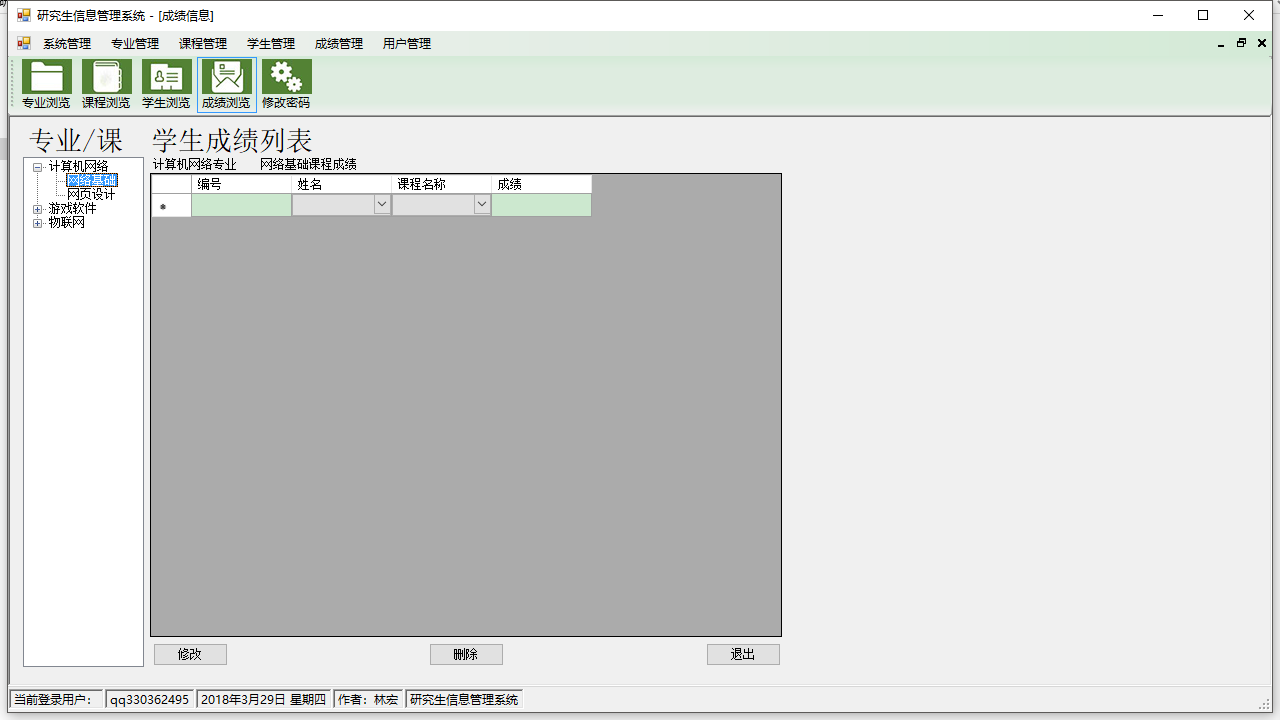 研究生信息管理系统 - [成绩信息]
系统管理 专业管理 课程管理 学生管理 成绩管理 用户管理
专业浏览 课程浏览 学生浏览 成绩浏览 修改密码
专业/课
计算机网络
网络基础
网页设计
游戏软件
物联网
学生成绩列表
计算机网络专业 网络基础课程成绩
编号 姓名 课程名称 成绩
*
修改 删除 退出
当前登录用户： qq330362495 2018年3月29日 星期四 作者：林宏 研究生信息管理系统